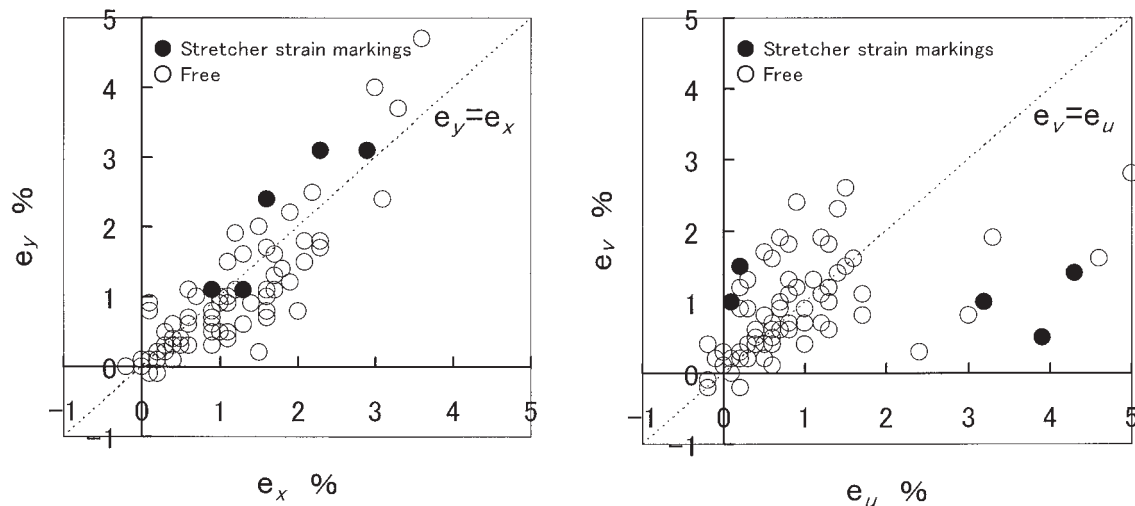 5
● Stretcher strain markings
○ Free
4
e_y=e_x
3
2
1
0
-1 0 1 2 3 4 5
-1
e_y %
e_x %
5
● Stretcher strain markings
○ Free
4
e_v=e_u
3
2
1
0
-1 0 1 2 3 4 5
-1
e_v %
e_u %